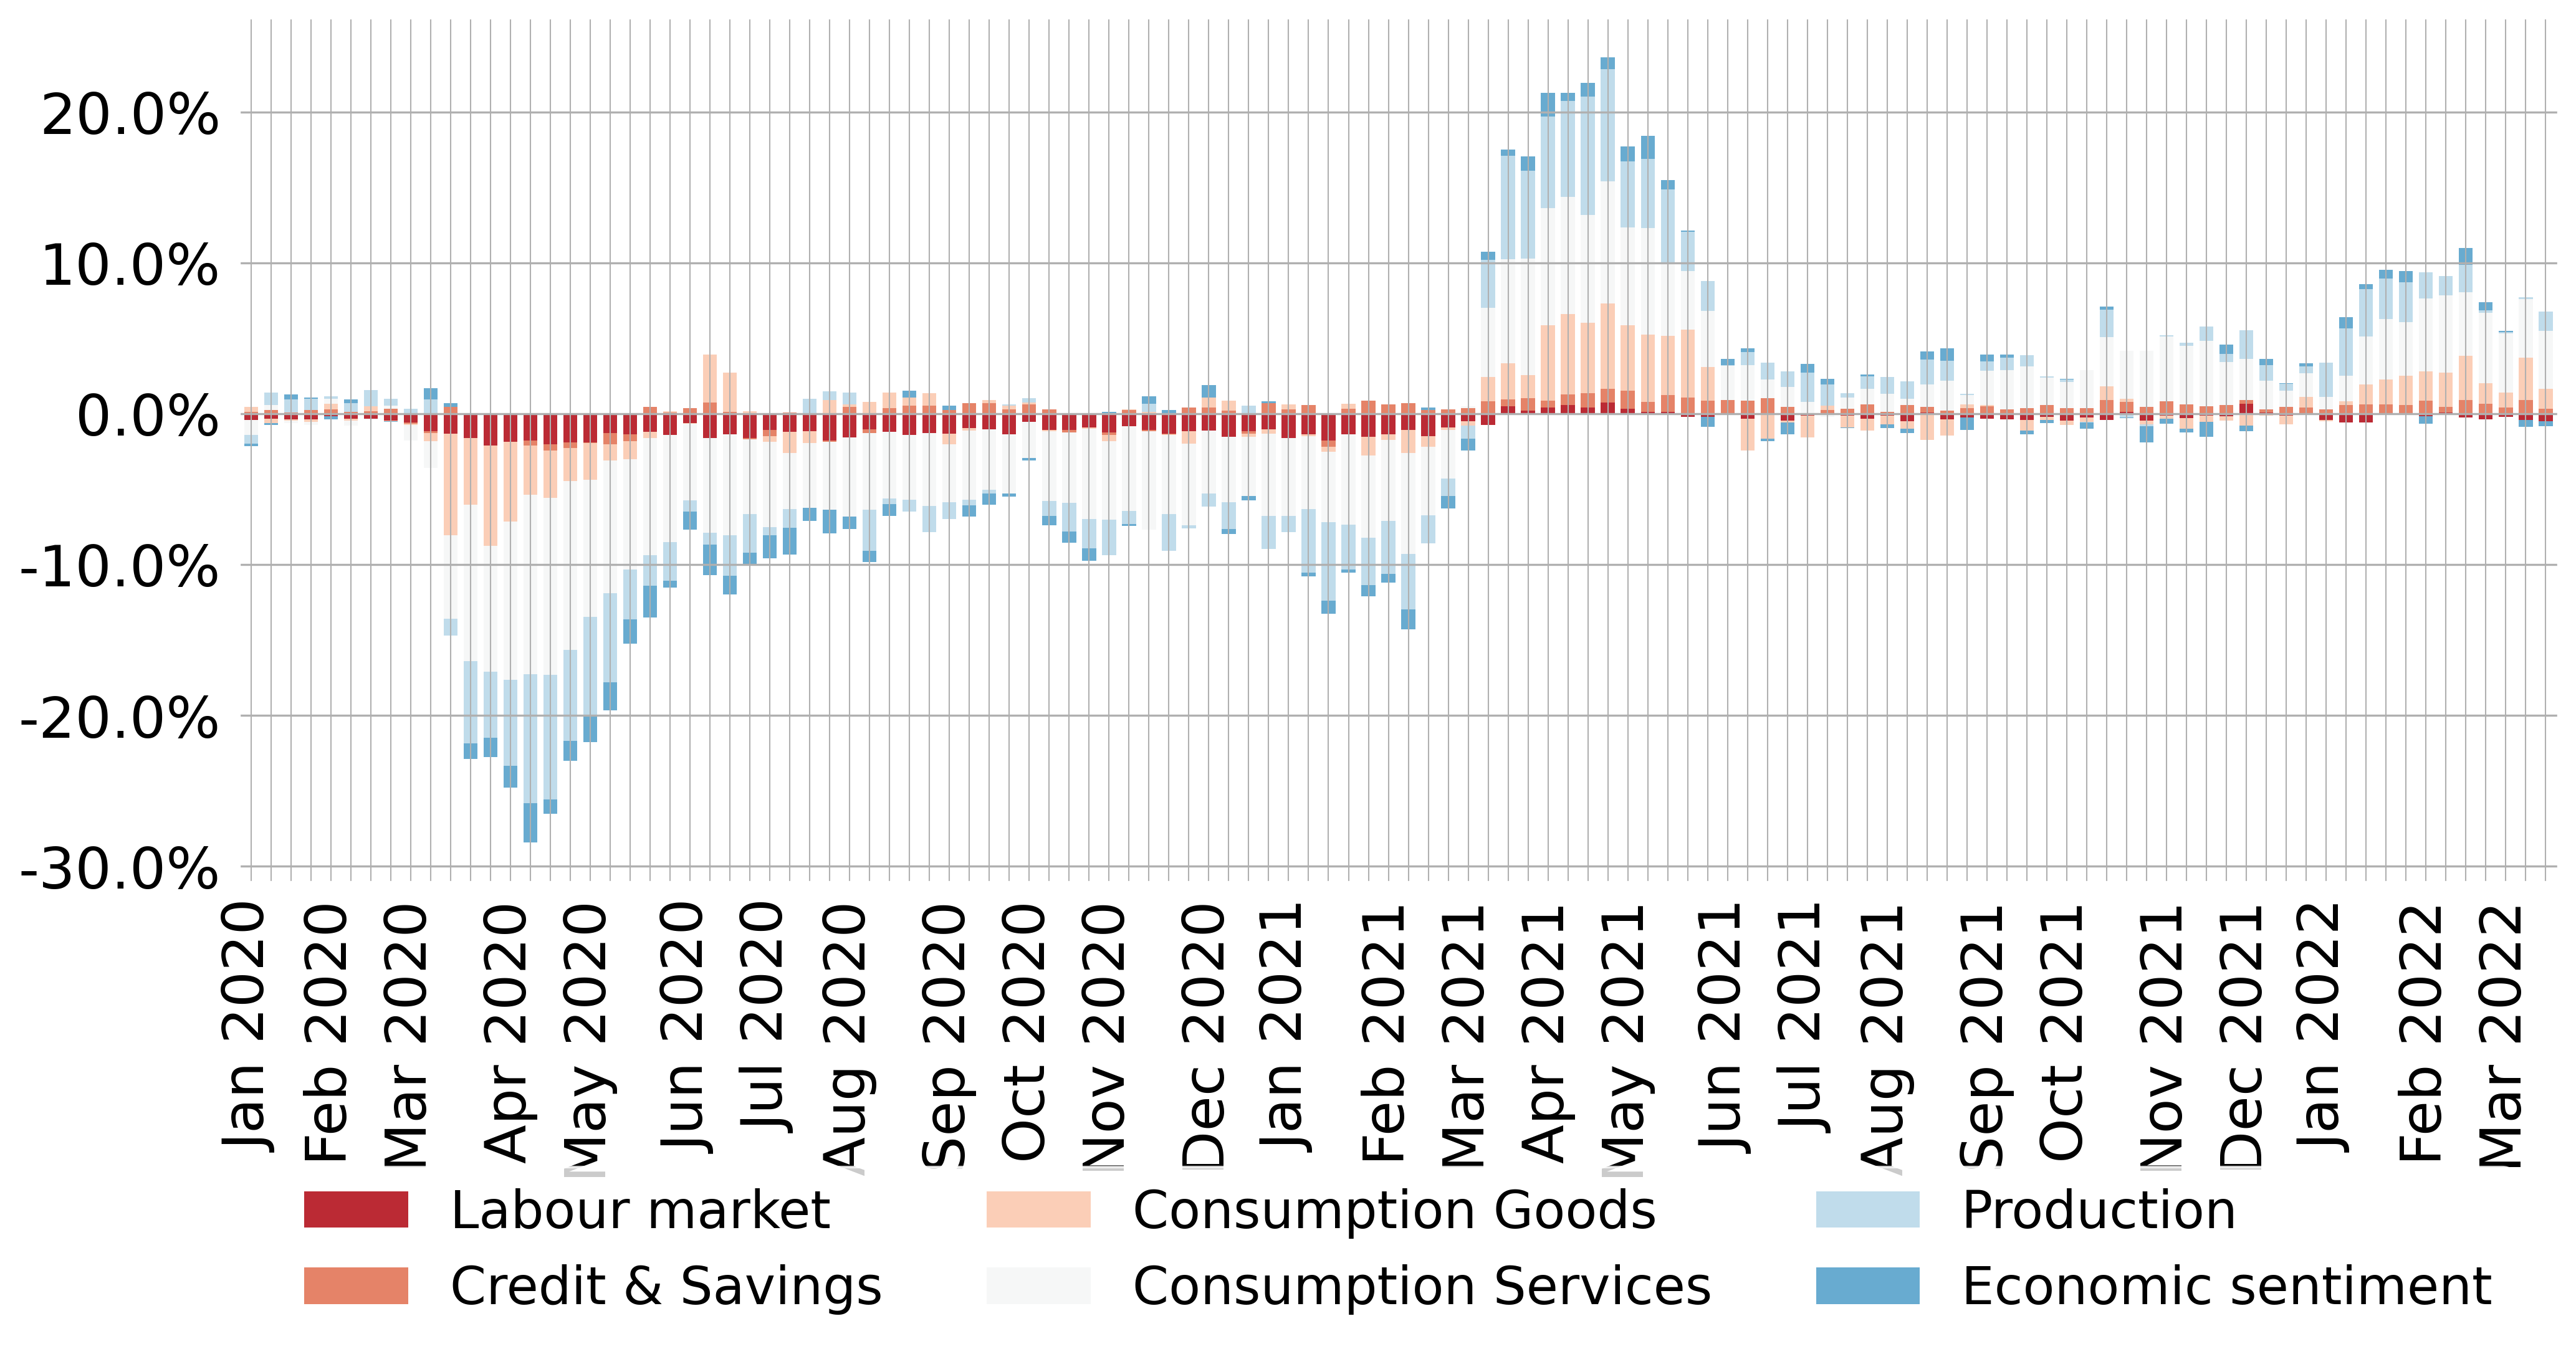 20.0%
10.0%
0.0%
-10.0%
-20.0%
-30.0%
Jan 2020
Feb 2020
Mar 2020
Apr 2020
May 2020
Jun 2020
Jul 2020
Aug 2020
Sep 2020
Oct 2020
Nov 2020
Dec 2020
Jan 2021
Feb 2021
Mar 2021
Apr 2021
May 2021
Jun 2021
Jul 2021
Aug 2021
Sep 2021
Oct 2021
Nov 2021
Dec 2021
Jan 2022
Feb 2022
Mar 2022
Labour market
Consumption Goods
Production
Credit & Savings
Consumption Services
Economic sentiment